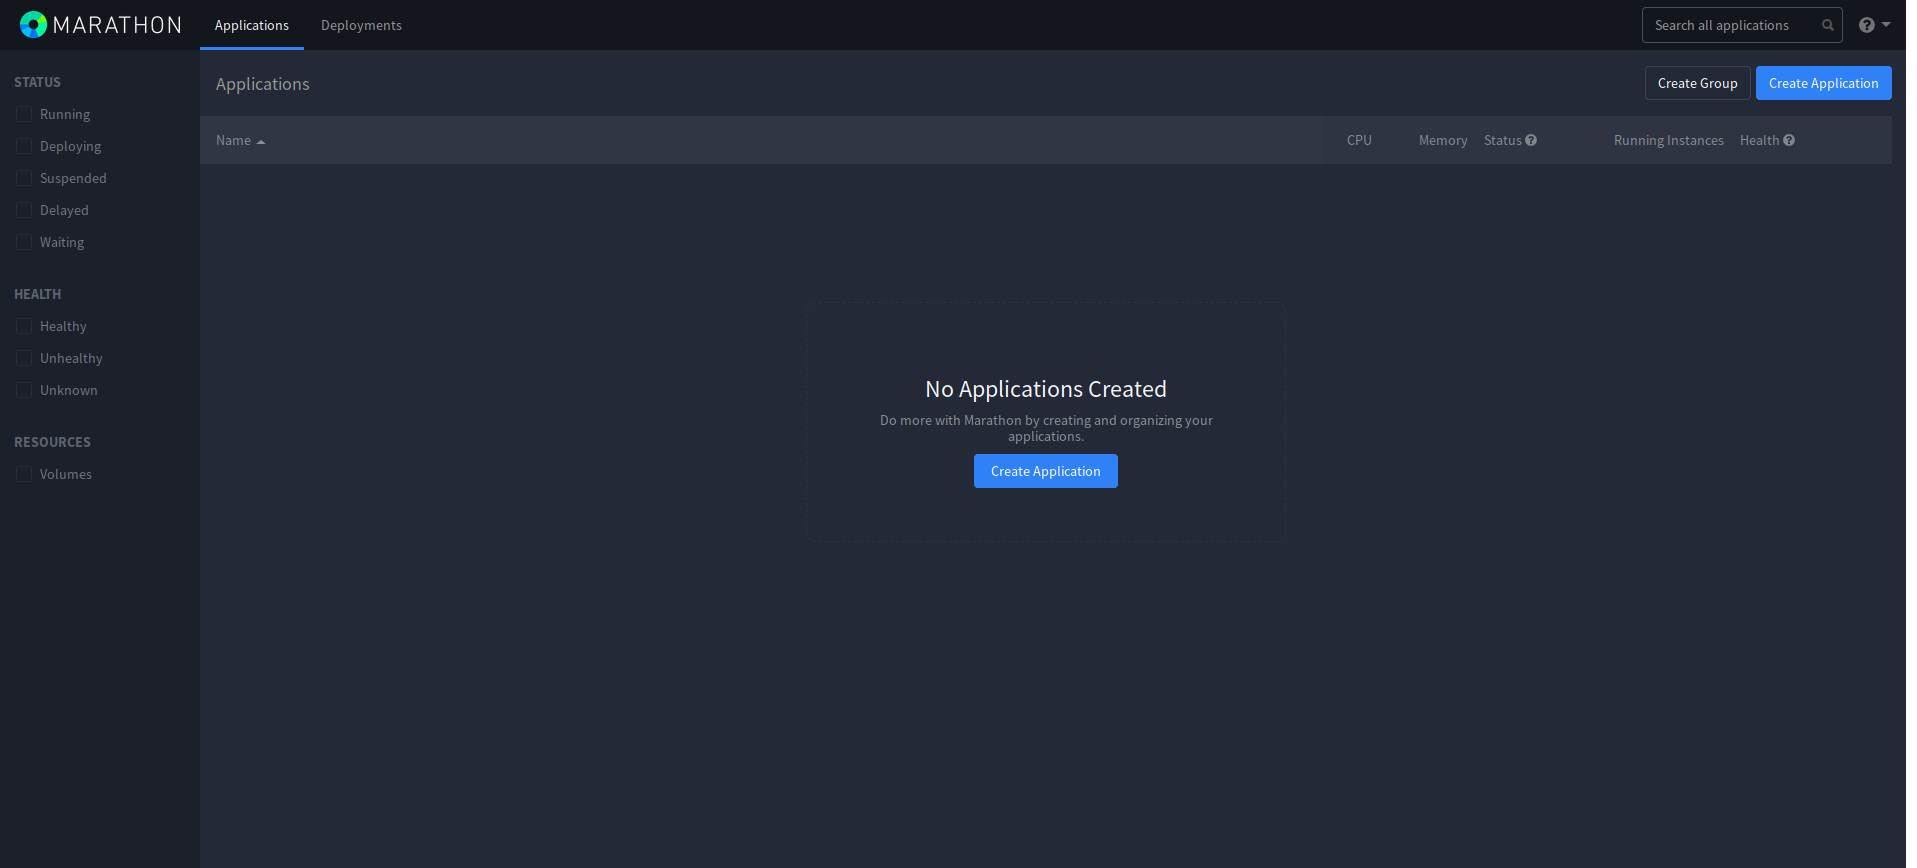 MARATHON
Applications
Deployments
Search all applications
STATUS
Running
Deploying
Suspended
Delayed
Waiting
HEALTH
Healthy
Unhealthy
Unknown
RESOURCES
Volumes
Applications
Create Group
Create Application
Name
CPU
Memory
Status
Running Instances
Health
No Applications Created
Do more with Marathon by creating and organizing your
applications.
Create Application